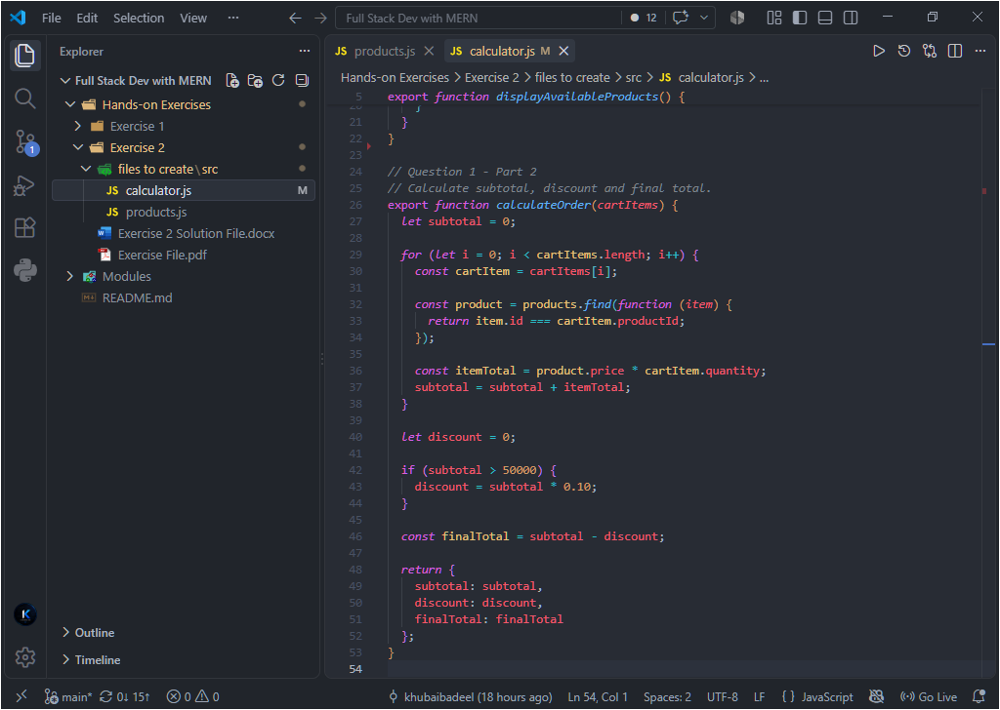 File Edit Selection View ··· Full Stack Dev with MERN 12
Explorer
Full Stack Dev with MERN
Hands-on Exercises
Exercise 1
Exercise 2
files to create\src
JS calculator.js M
JS products.js
Exercise 2 Solution File.docx
Exercise File.pdf
Modules
README.md
Outline
Timeline
JS products.js JS calculator.js M
Hands-on Exercises > Exercise 2 > files to create > src > JS calculator.js > ...
5 export function displayAvailableProducts() {
21 }
22 }
23
24 // Question 1 - Part 2
25 // Calculate subtotal, discount and final total.
26 export function calculateOrder(cartItems) {
27 let subtotal = 0;
28
29 for (let i = 0; i < cartItems.length; i++) {
30 const cartItem = cartItems[i];
31
32 const product = products.find(function (item) {
33 return item.id === cartItem.productId;
34 });
35
36 const itemTotal = product.price * cartItem.quantity;
37 subtotal = subtotal + itemTotal;
38 }
39
40 let discount = 0;
41
42 if (subtotal > 50000) {
43 discount = subtotal * 0.10;
44 }
45
46 const finalTotal = subtotal - discount;
47
48 return {
49 subtotal: subtotal,
50 discount: discount,
51 finalTotal: finalTotal
52 };
53 }
54
main* 0↓ 15↑ 0 0 khubaibadeel (18 hours ago) Ln 54, Col 1 Spaces: 2 UTF-8 LF {} JavaScript Go Live